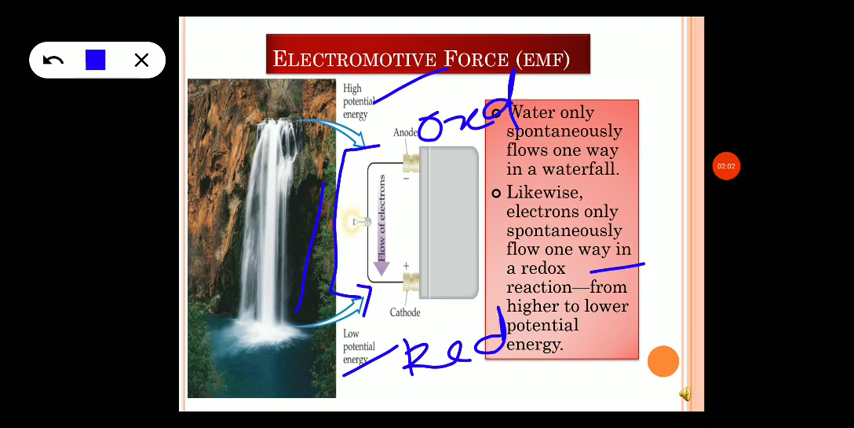 ELECTROMOTIVE FORCE (EMF)
High
potential
energy
Anode
oxd
−
Flow of electrons
+
Cathode
Low
potential
energy
Red
Water only
spontaneously
flows one way
in a waterfall.
Likewise,
electrons only
spontaneously
flow one way in
a redox
reaction—from
higher to lower
potential
energy.
02:02